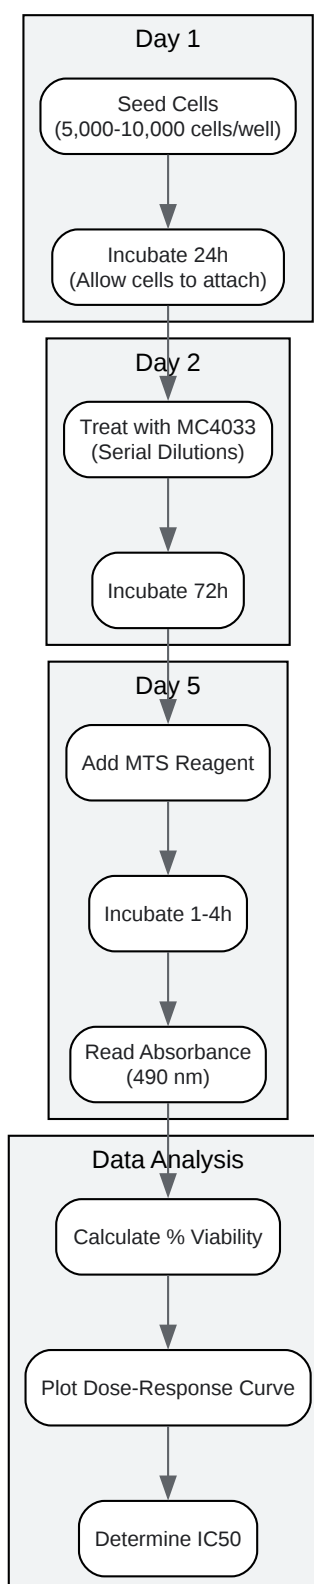 Day 1
Seed Cells
(5,000-10,000 cells/well)
Incubate 24h
(Allow cells to attach)
Day 2
Treat with MC4033
(Serial Dilutions)
Incubate 72h
Day 5
Add MTS Reagent
Incubate 1-4h
Read Absorbance
(490 nm)
Data Analysis
Calculate % Viability
Plot Dose-Response Curve
Determine IC50